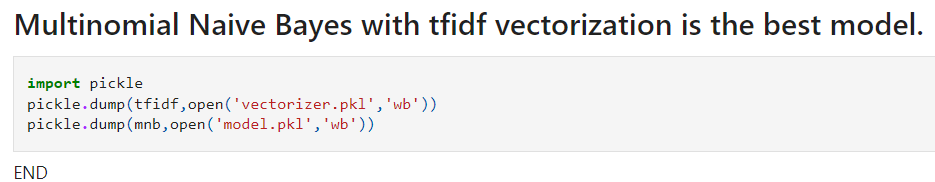 Multinomial Naive Bayes with tfidf vectorization is the best model.
import pickle
pickle.dump(tfidf,open('vectorizer.pkl','wb'))
pickle.dump(mnb,open('model.pkl','wb'))
END